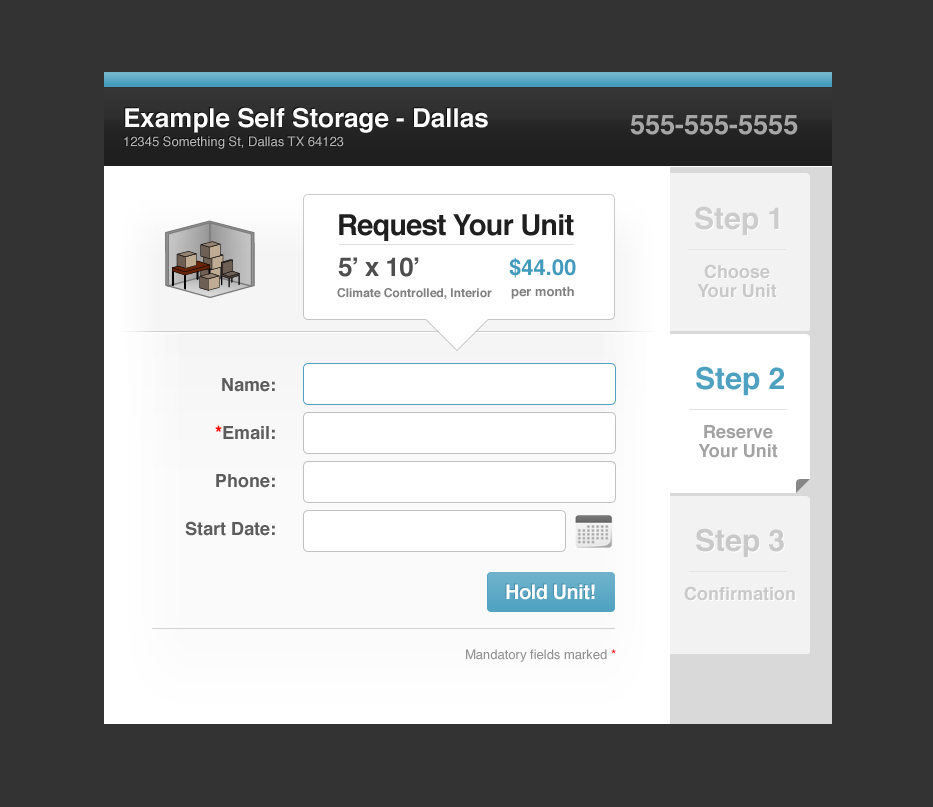 Example Self Storage - Dallas
12345 Something St, Dallas TX 64123
555-555-5555
Request Your Unit
5’ x 10’
$44.00
Climate Controlled, Interior
per month
Name:
*Email:
Phone:
Start Date:
Hold Unit!
Mandatory fields marked *
Step 1
Choose
Your Unit
Step 2
Reserve
Your Unit
Step 3
Confirmation